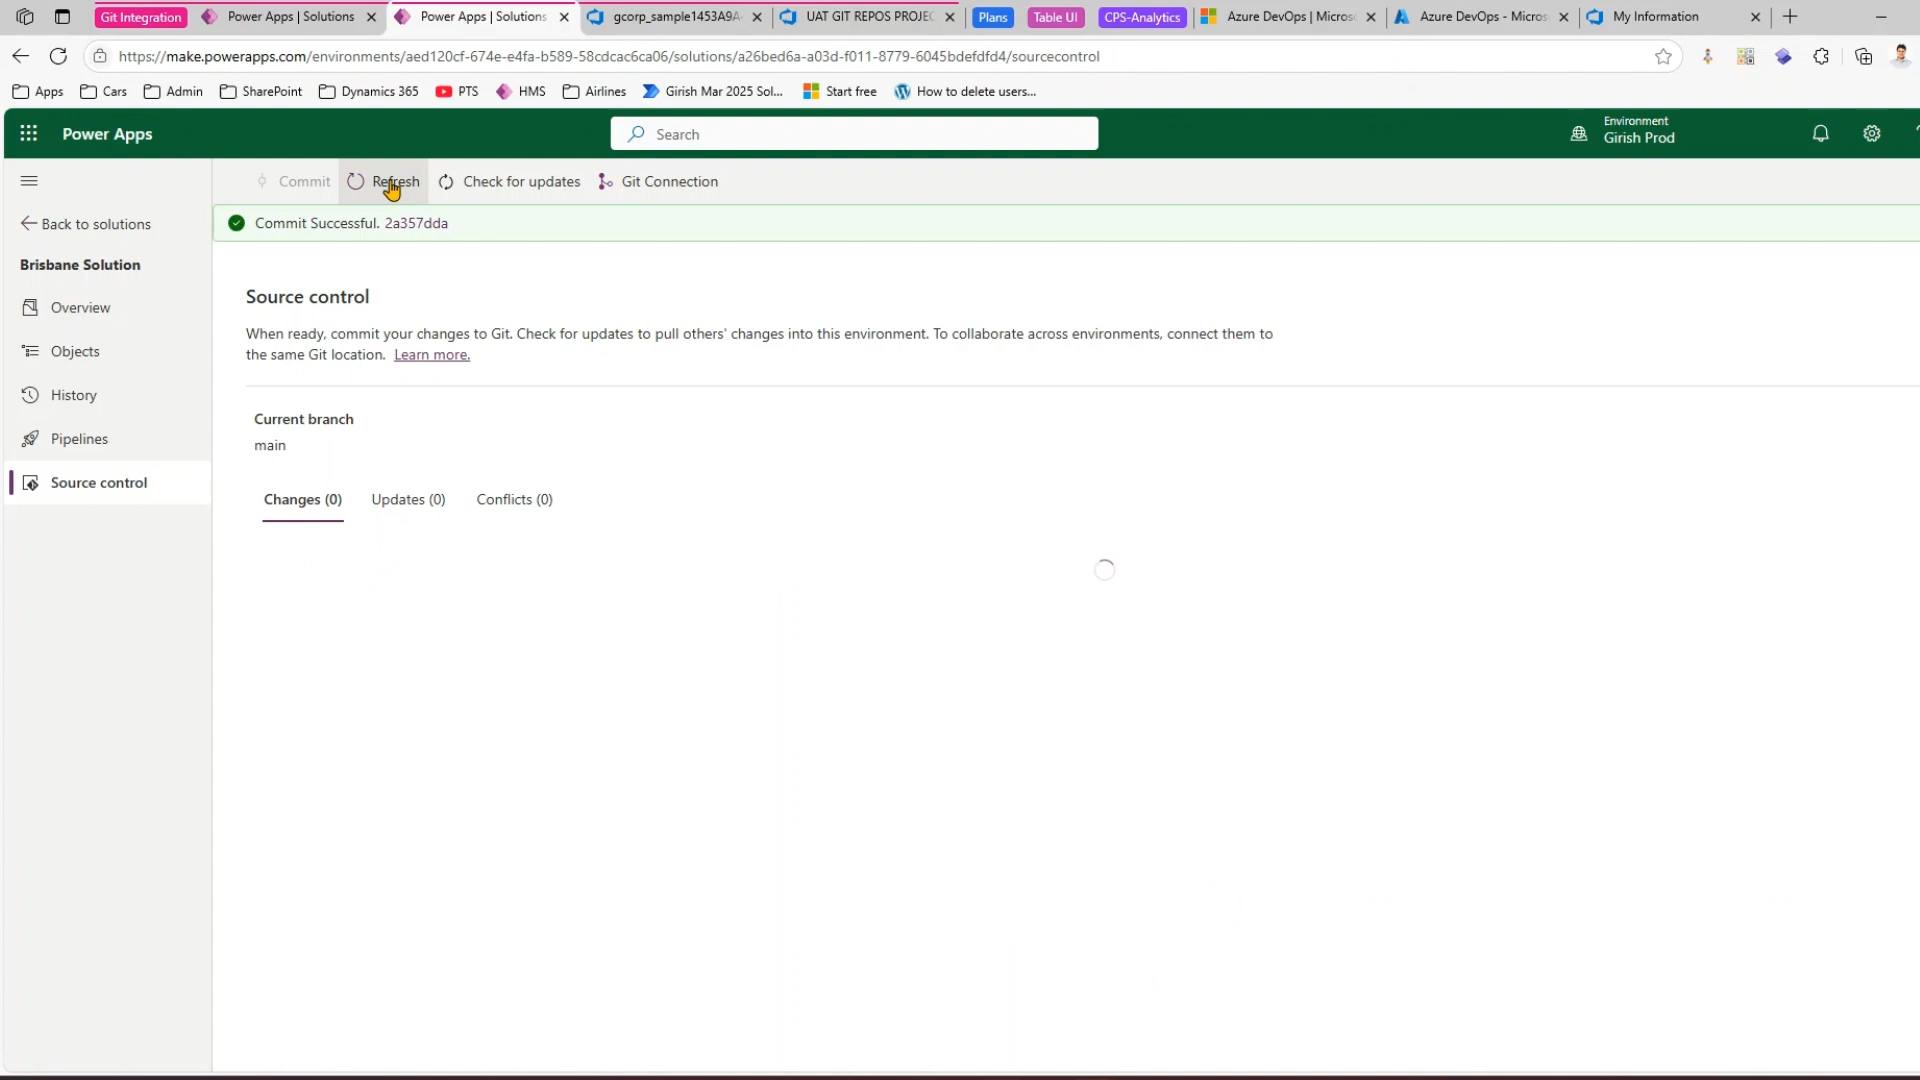 Git Integration
Power Apps | Solutions
Power Apps | Solutions
gcorp_sample1453A9A
UAT GIT REPOS PROJEC
Plans
Table UI
CPS-Analytics
Azure DevOps | Micros
Azure DevOps - Micros
My Information
https://make.powerapps.com/environments/aed120cf-674e-e4fa-b589-58cdcac6ca06/solutions/a26bed6a-a03d-f011-8779-6045bdefdfd4/sourcecontrol
Apps
Cars
Admin
SharePoint
Dynamics 365
PTS
HMS
Airlines
Girish Mar 2025 Sol...
Start free
How to delete users...
Power Apps
Search
Environment
Girish Prod
Commit
Refresh
Check for updates
Git Connection
Back to solutions
Commit Successful. 2a357dda
Brisbane Solution
Overview
Objects
History
Pipelines
Source control
Source control
When ready, commit your changes to Git. Check for updates to pull others' changes into this environment. To collaborate across environments, connect them to
the same Git location. Learn more.
Current branch
main
Changes (0)
Updates (0)
Conflicts (0)